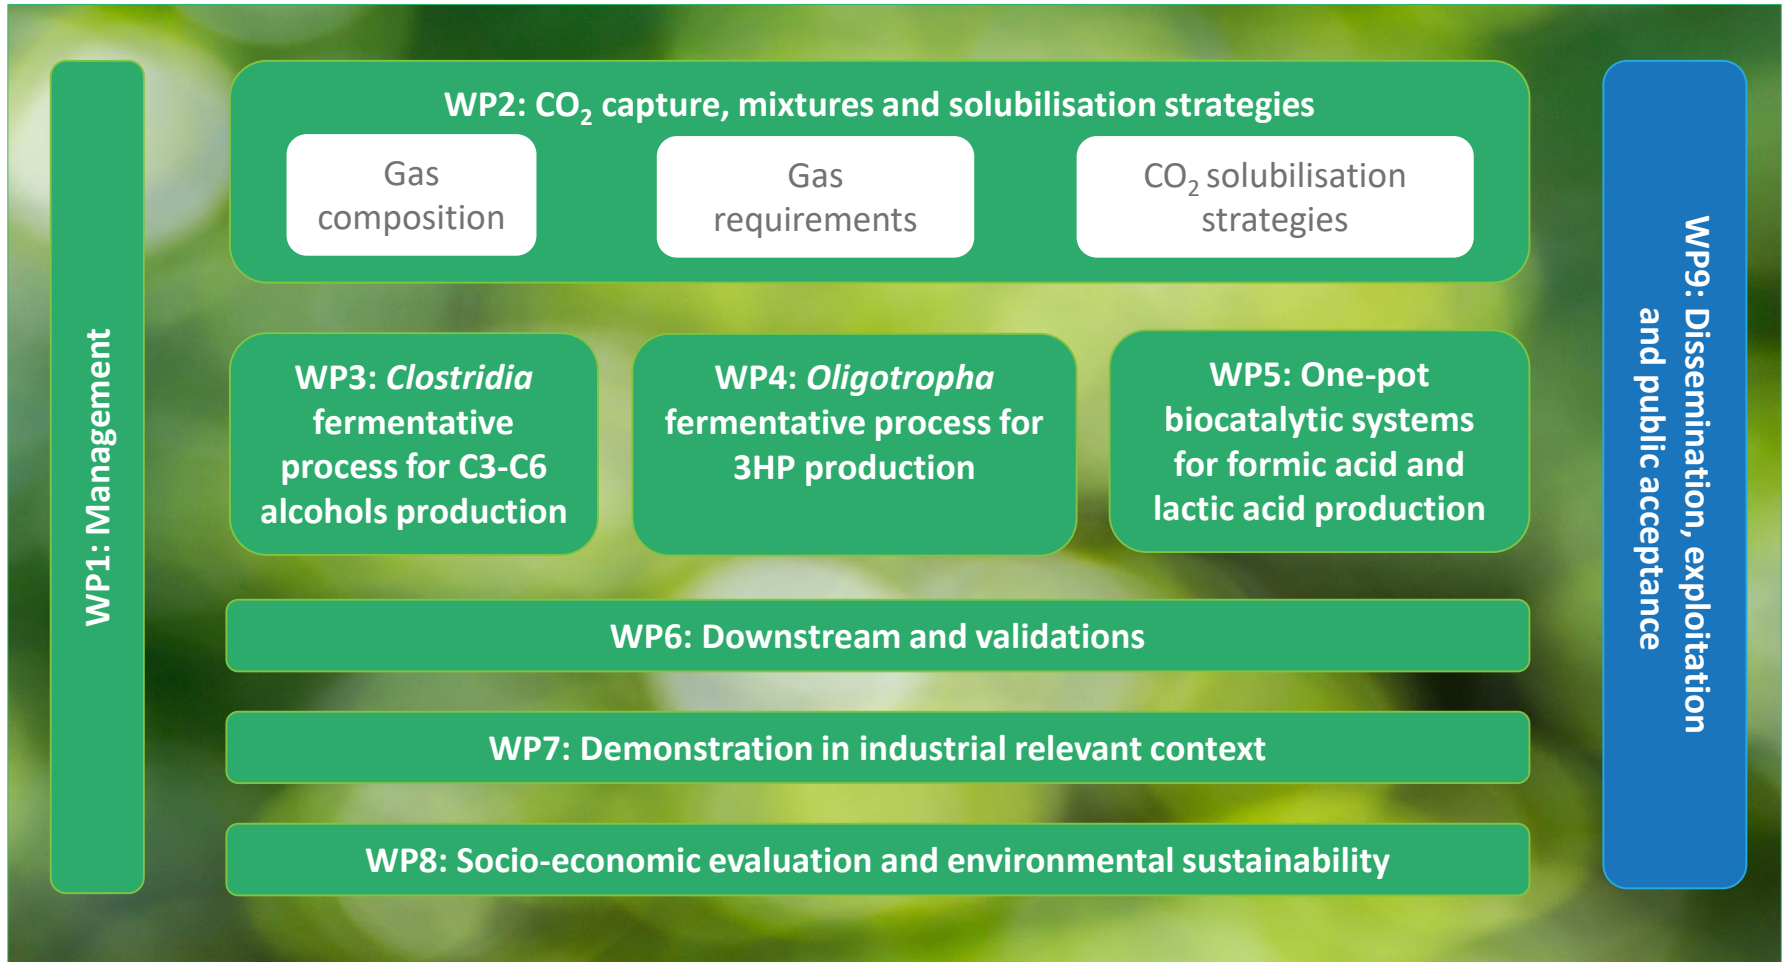 WP1: Management
WP2: CO₂ capture, mixtures and solubilisation strategies
Gas
composition
Gas
requirements
CO₂ solubilisation
strategies
WP3: Clostridia
fermentative
process for C3-C6
alcohols production
WP4: Oligotropha
fermentative process for
3HP production
WP5: One-pot
biocatalytic systems
for formic acid and
lactic acid production
WP6: Downstream and validations
WP7: Demonstration in industrial relevant context
WP8: Socio-economic evaluation and environmental sustainability
WP9: Dissemination, exploitation
and public acceptance